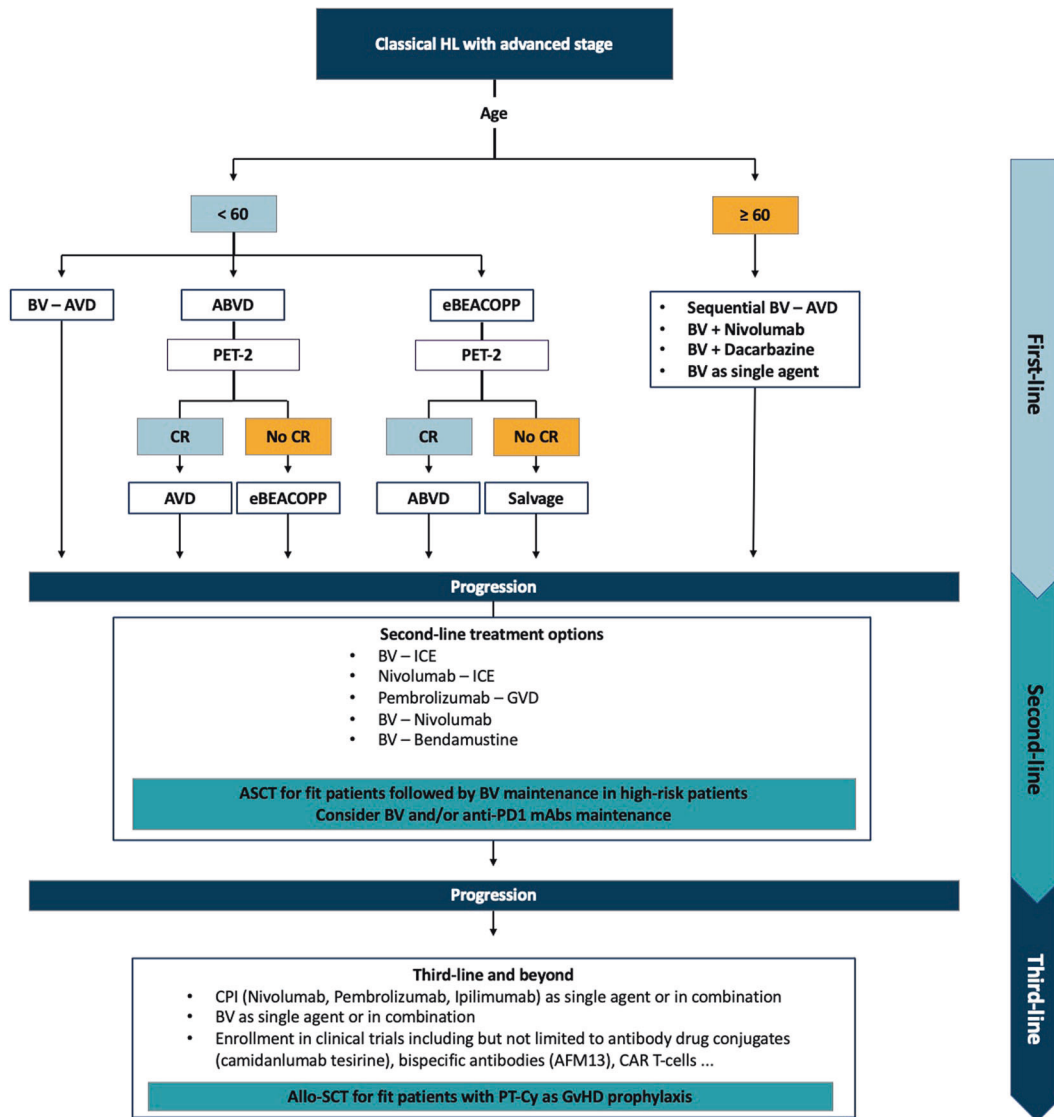 Classical HL with advanced stage
Age
< 60
≥ 60
BV – AVD
ABVD
eBEACOPP
• Sequential BV – AVD
• BV + Nivolumab
• BV + Dacarbazine
• BV as single agent
PET-2
PET-2
CR
No CR
CR
No CR
AVD
eBEACOPP
ABVD
Salvage
First-line
Progression
Second-line treatment options
• BV – ICE
• Nivolumab – ICE
• Pembrolizumab – GVD
• BV – Nivolumab
• BV – Bendamustine
ASCT for fit patients followed by BV maintenance in high-risk patients
Consider BV and/or anti-PD1 mAbs maintenance
Second-line
Progression
Third-line and beyond
• CPI (Nivolumab, Pembrolizumab, Ipilimumab) as single agent or in combination
• BV as single agent or in combination
• Enrollment in clinical trials including but not limited to antibody drug conjugates
(camidanlumab tesirine), bispecific antibodies (AFM13), CAR T-cells ...
Allo-SCT for fit patients with PT-Cy as GvHD prophylaxis
Third-line